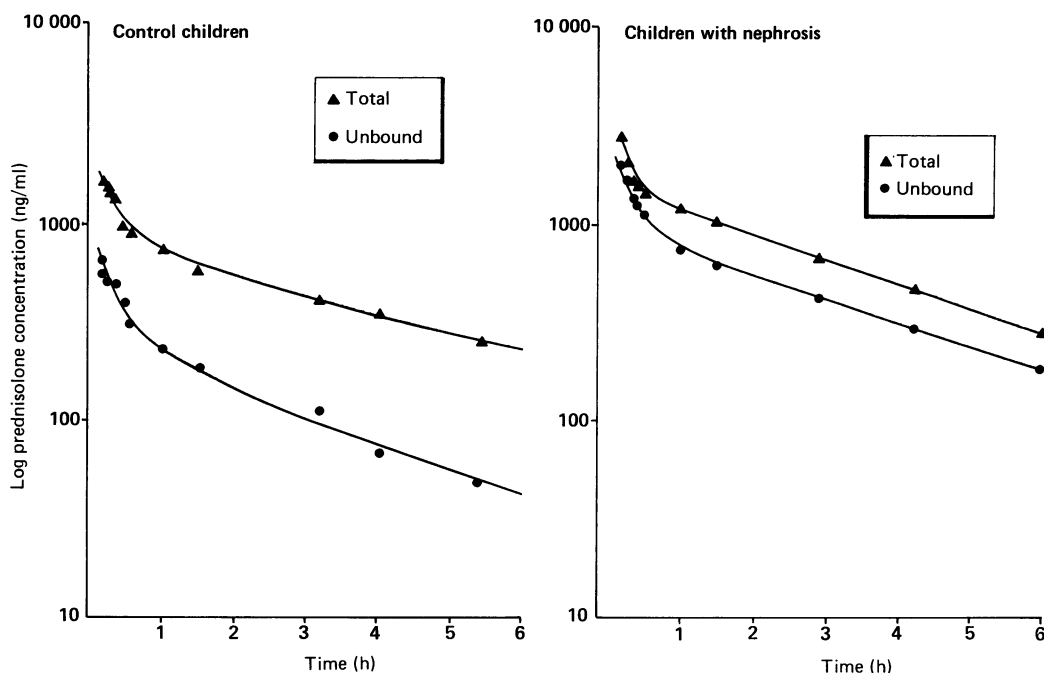 10 000
Control children
Total
Unbound
1000
100
10
Log prednisolone concentration (ng/ml)
1 2 3 4 5 6
Time (h)
10 000
Children with nephrosis
Total
Unbound
1000
100
10
1 2 3 4 5 6
Time (h)